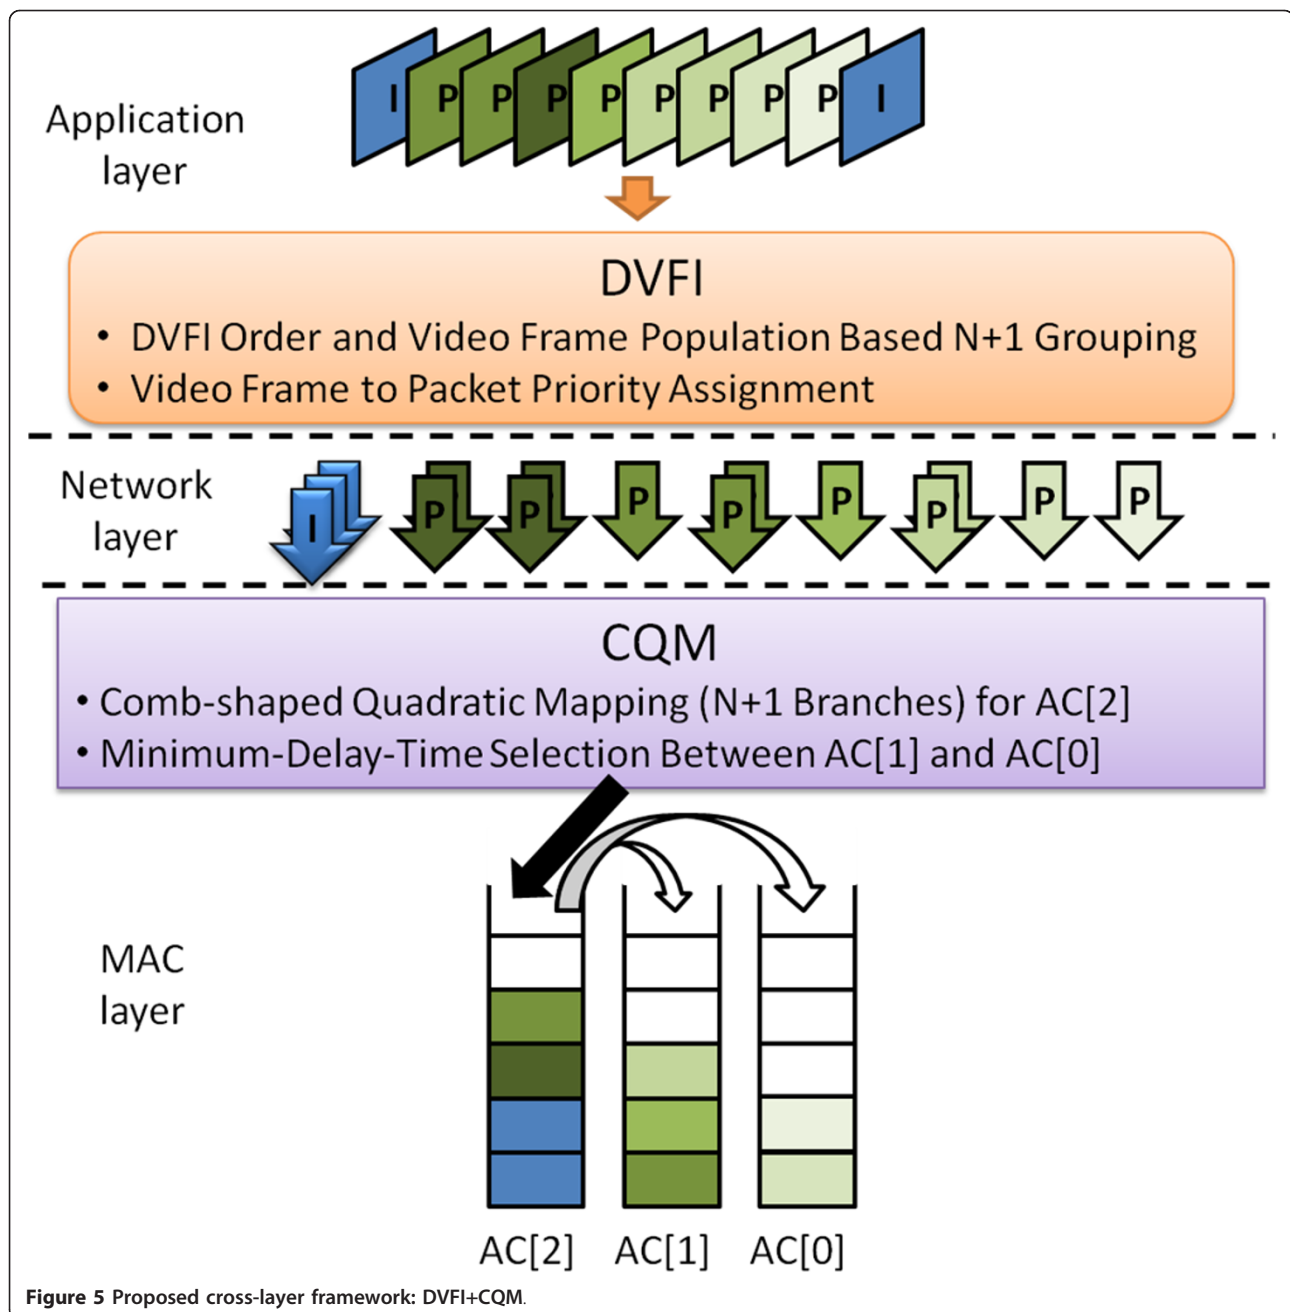 I P P P P P P P P I
Application
layer
DVFI
• DVFI Order and Video Frame Population Based N+1 Grouping
• Video Frame to Packet Priority Assignment
Network
layer
I P P P P P P P P
CQM
• Comb-shaped Quadratic Mapping (N+1 Branches) for AC[2]
• Minimum-Delay-Time Selection Between AC[1] and AC[0]
MAC
layer
AC[2] AC[1] AC[0]
Figure 5 Proposed cross-layer framework: DVFI+CQM.